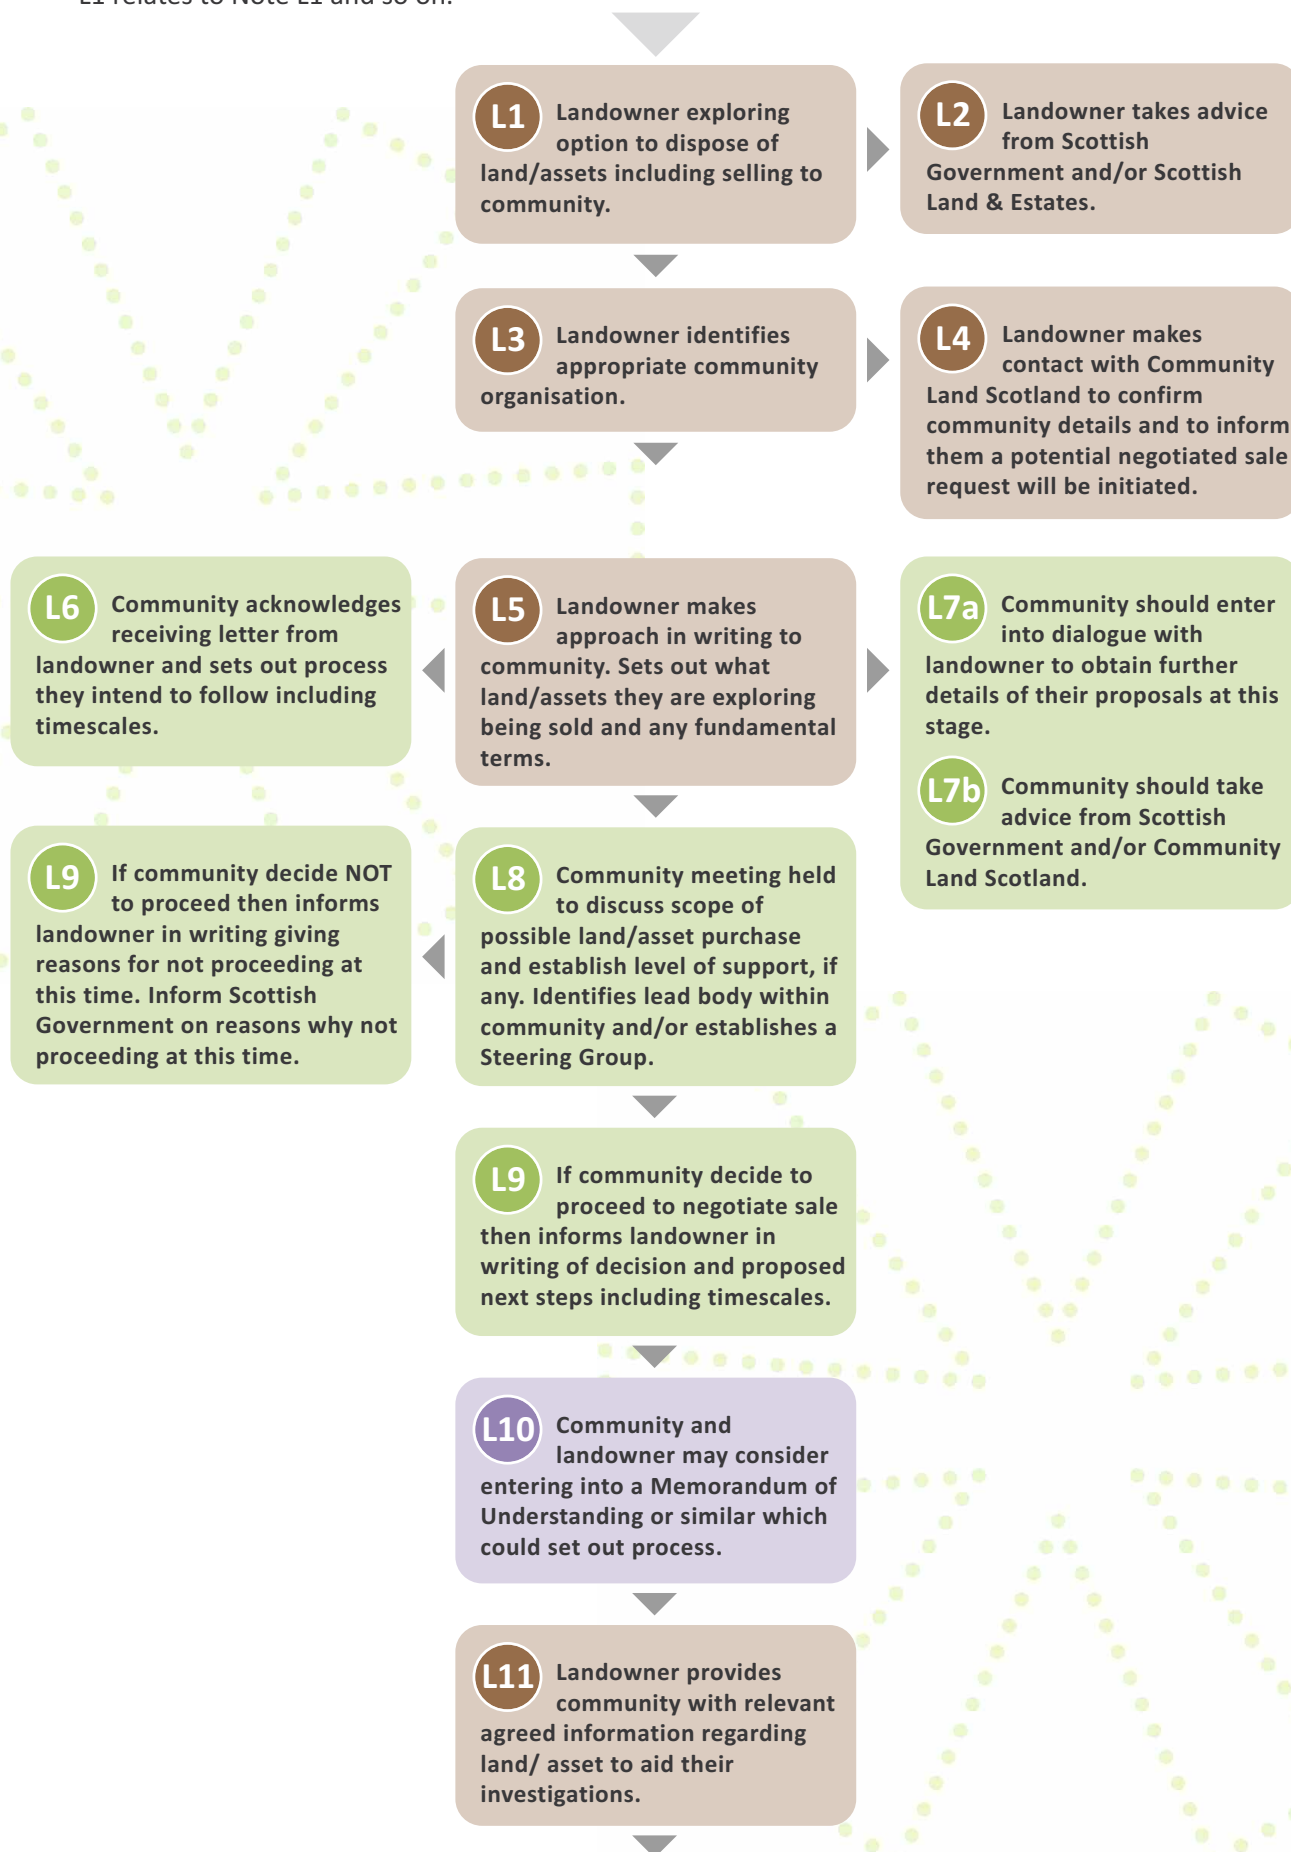 L1 relates to Note L1 and so on.
L1 Landowner exploring
option to dispose of
land/assets including selling to
community.
L2 Landowner takes advice
from Scottish
Government and/or Scottish
Land & Estates.
L3 Landowner identifies
appropriate community
organisation.
L4 Landowner makes
contact with Community
Land Scotland to confirm
community details and to inform
them a potential negotiated sale
request will be initiated.
L6 Community acknowledges
receiving letter from
landowner and sets out process
they intend to follow including
timescales.
L5 Landowner makes
approach in writing to
community. Sets out what
land/assets they are exploring
being sold and any fundamental
terms.
L7a Community should enter
into dialogue with
landowner to obtain further
details of their proposals at this
stage.
L7b Community should take
advice from Scottish
Government and/or Community
Land Scotland.
L9 If community decide NOT
to proceed then informs
landowner in writing giving
reasons for not proceeding at
this time. Inform Scottish
Government on reasons why not
proceeding at this time.
L8 Community meeting held
to discuss scope of
possible land/asset purchase
and establish level of support, if
any. Identifies lead body within
community and/or establishes a
Steering Group.
L9 If community decide to
proceed to negotiate sale
then informs landowner in
writing of decision and proposed
next steps including timescales.
L10 Community and
landowner may consider
entering into a Memorandum of
Understanding or similar which
could set out process.
L11 Landowner provides
community with relevant
agreed information regarding
land/ asset to aid their
investigations.